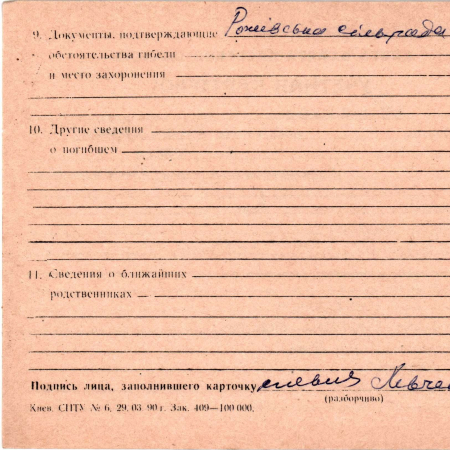 9. Документы, подтверждающие Рожівська сільрада
обстоятельства гибели
и место захоронения
10. Другие сведения
о погибшем
11. Сведения о ближайших
родственниках
Подпись лица, заполнившего карточку
(разборчиво)
Киев. СПТУ № 6. 29. 03. 90 г. Зак. 409—100 000.